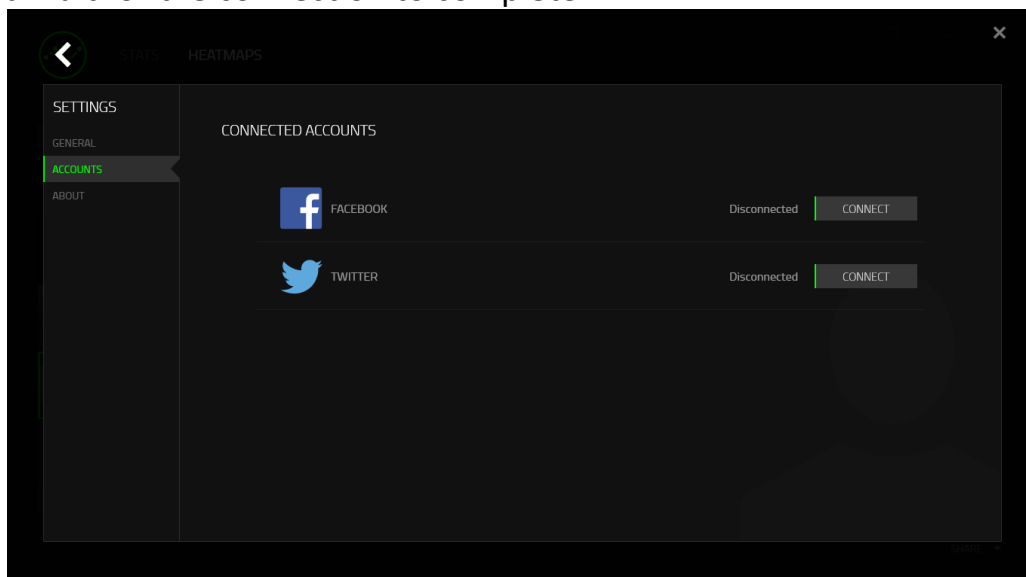 STATS HEATMAPS
SETTINGS
GENERAL
ACCOUNTS
ABOUT
CONNECTED ACCOUNTS
FACEBOOK Disconnected CONNECT
TWITTER Disconnected CONNECT
SHARE